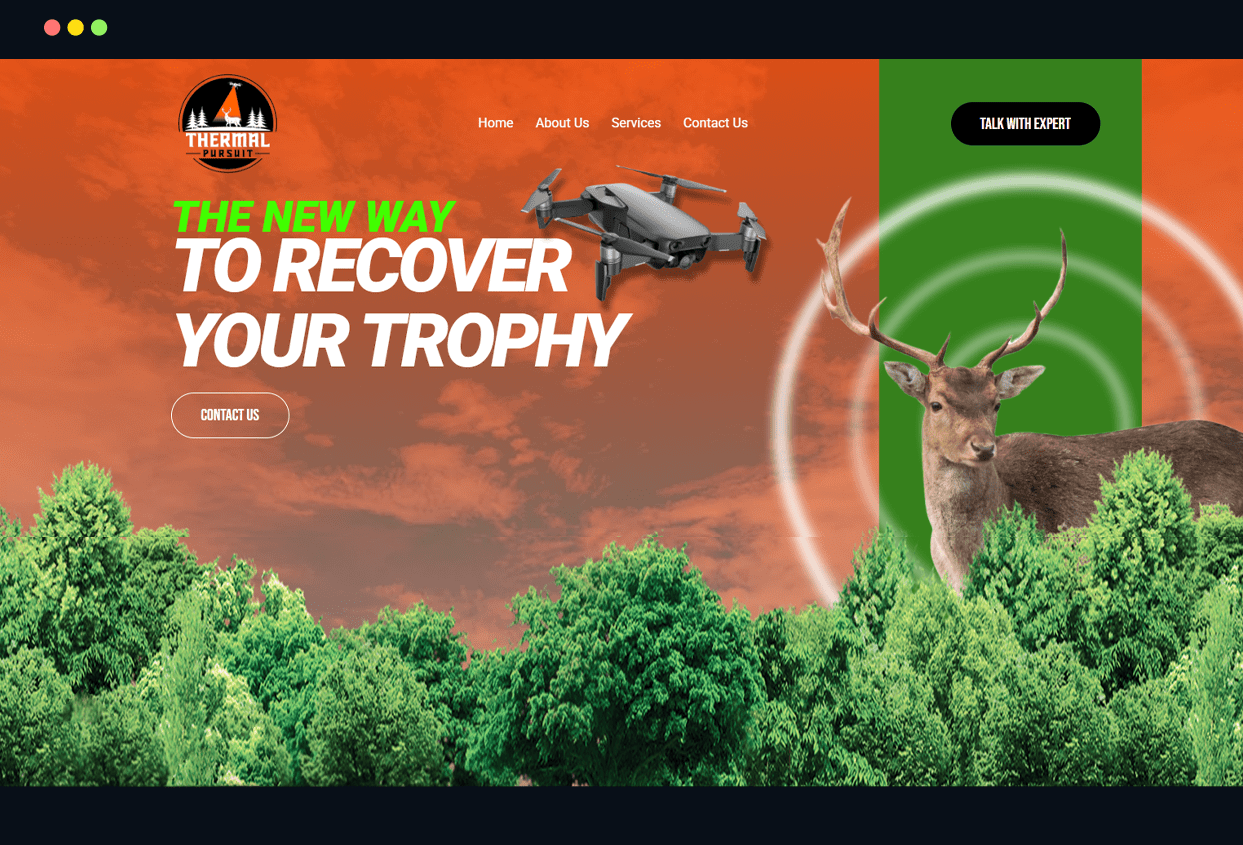 THERMAL
PURSUIT
Home About Us Services Contact Us
TALK WITH EXPERT
THE NEW WAY
TO RECOVER
YOUR TROPHY
CONTACT US